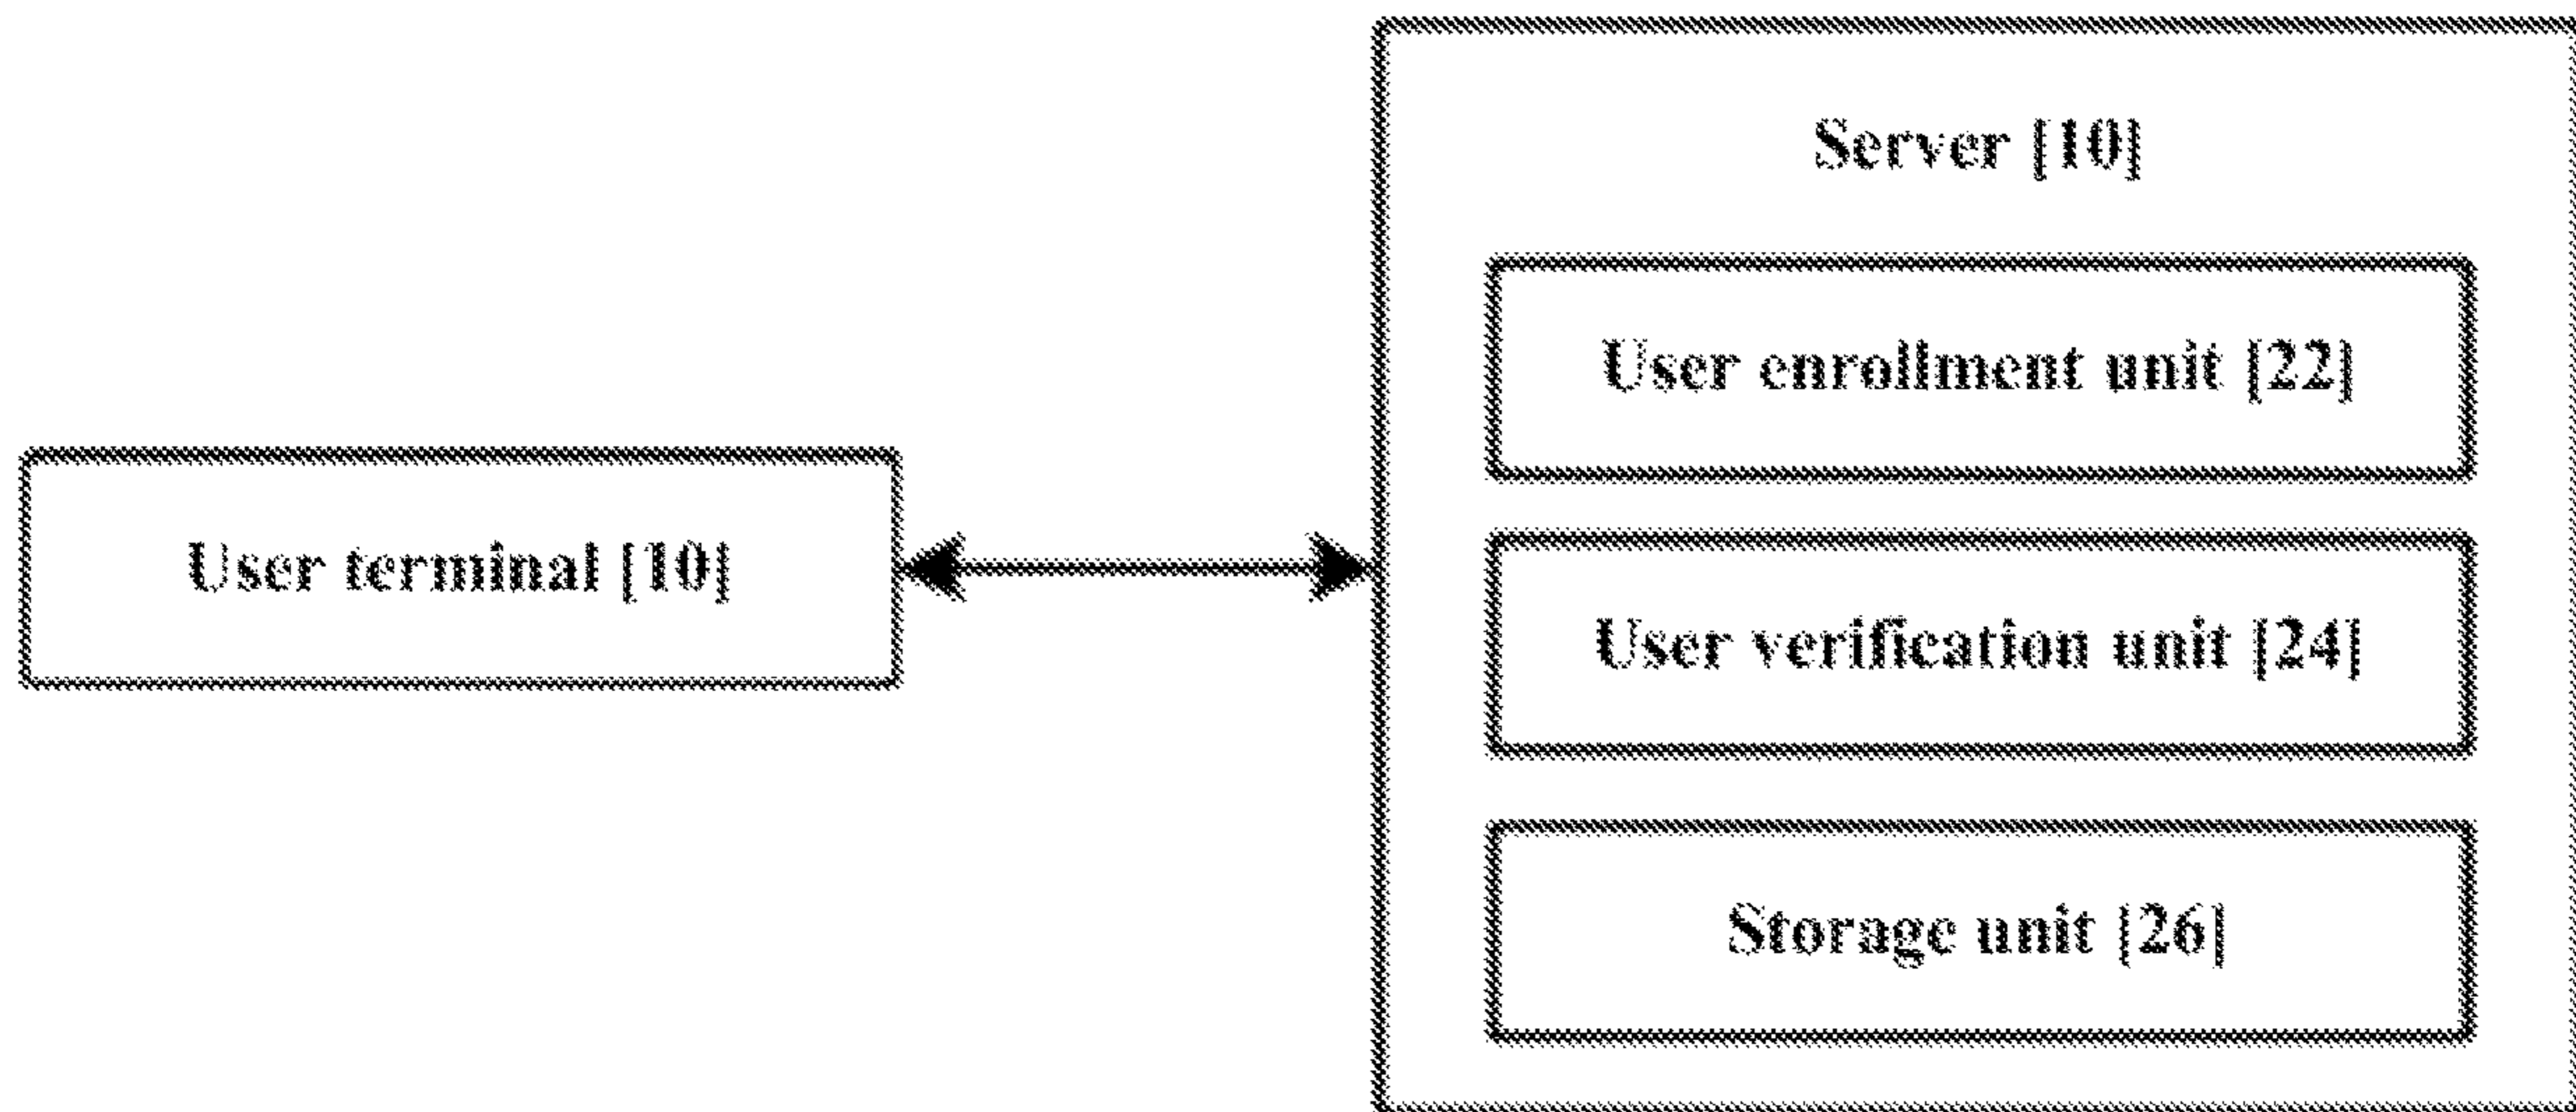 Server [10]
User enrollment unit [22]
User terminal [10]
User verification unit [24]
Storage unit [26]